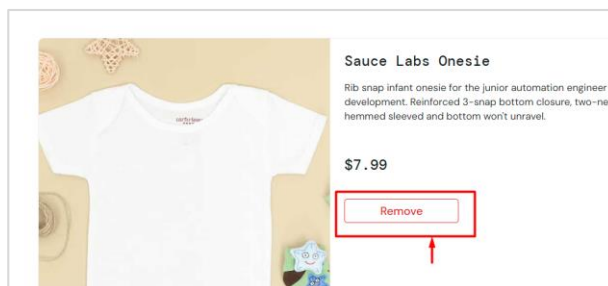 Sauce Labs Onesie
Rib snap infant onesie for the junior automation engineer
development. Reinforced 3-snap bottom closure, two-ne
hemmed sleeved and bottom won't unravel.
$7.99
Remove